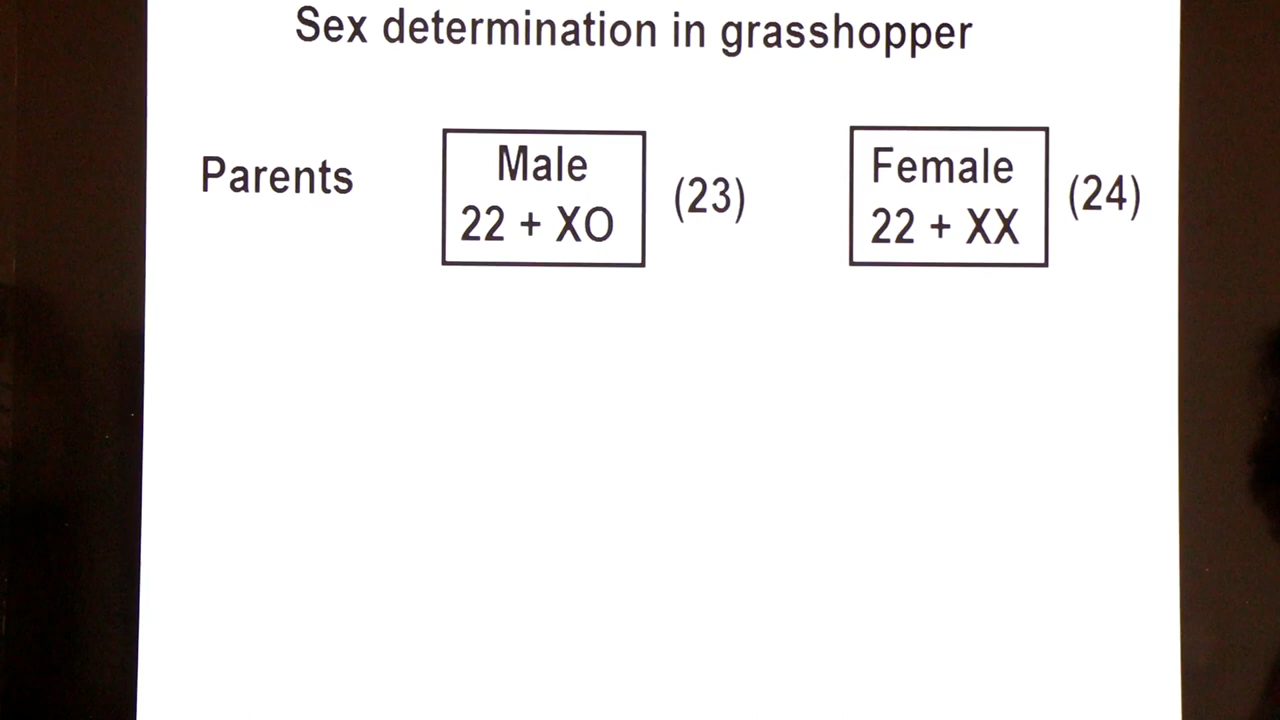 Sex determination in grasshopper
Parents
Male
22 + XO
(23)
Female
22 + XX
(24)